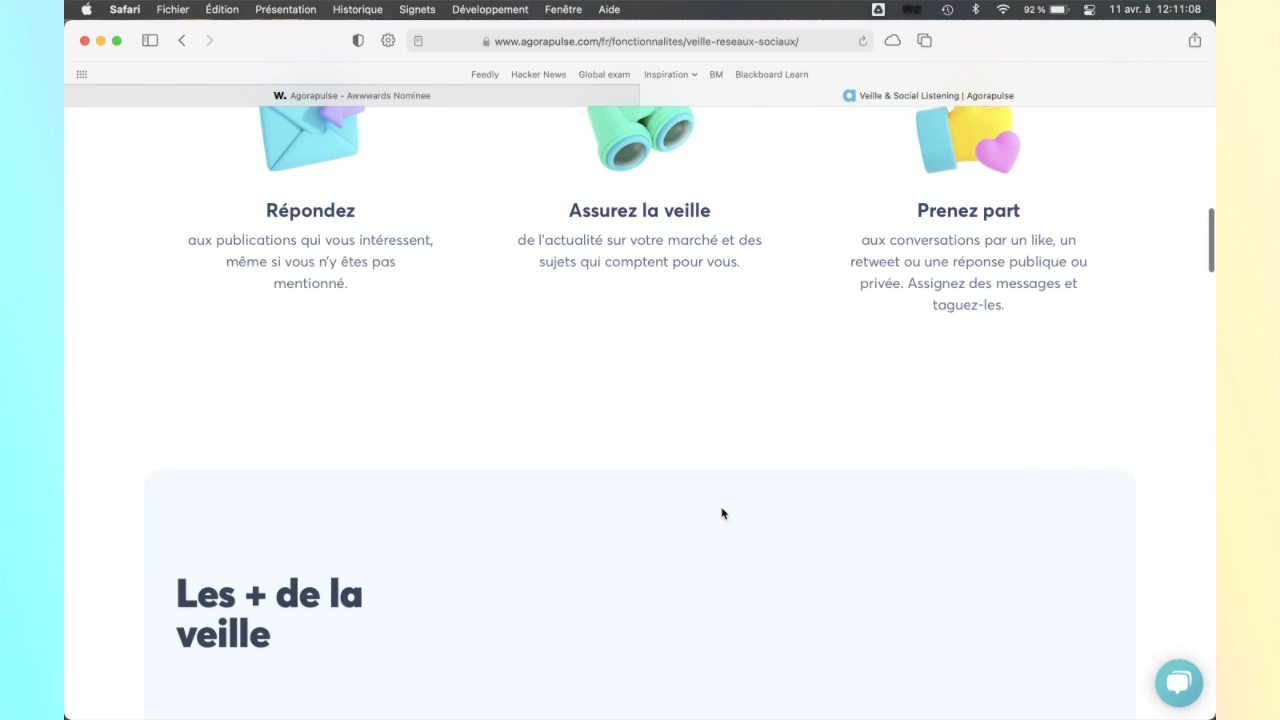 Safari Fichier Édition Présentation Historique Signets Développement Fenêtre Aide
92 % 11 avr. à 12:11:08
www.agorapulse.com/fr/fonctionnalites/veille-reseaux-sociaux/
Feedly Hacker News Global exam Inspiration BM Blackboard Learn
W. Agorapulse - Awwwards Nominee
Veille & Social Listening | Agorapulse
Répondez
aux publications qui vous intéressent,
même si vous n'y êtes pas
mentionné.
Assurez la veille
de l'actualité sur votre marché et des
sujets qui comptent pour vous.
Prenez part
aux conversations par un like, un
retweet ou une réponse publique ou
privée. Assignez des messages et
taguez-les.
Les + de la
veille